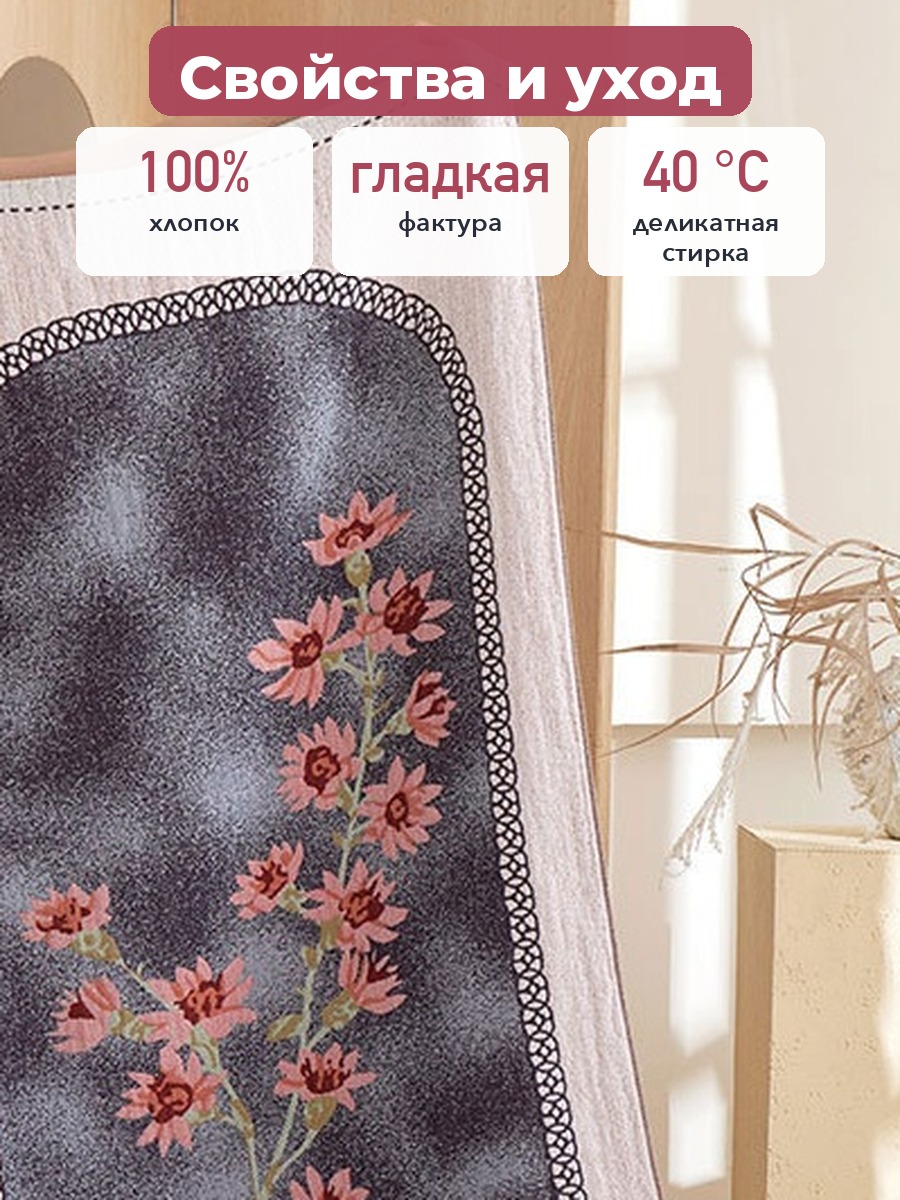 Свойства и уход
100%
хлопок
гладкая
фактура
40 °C
деликатная
стирка